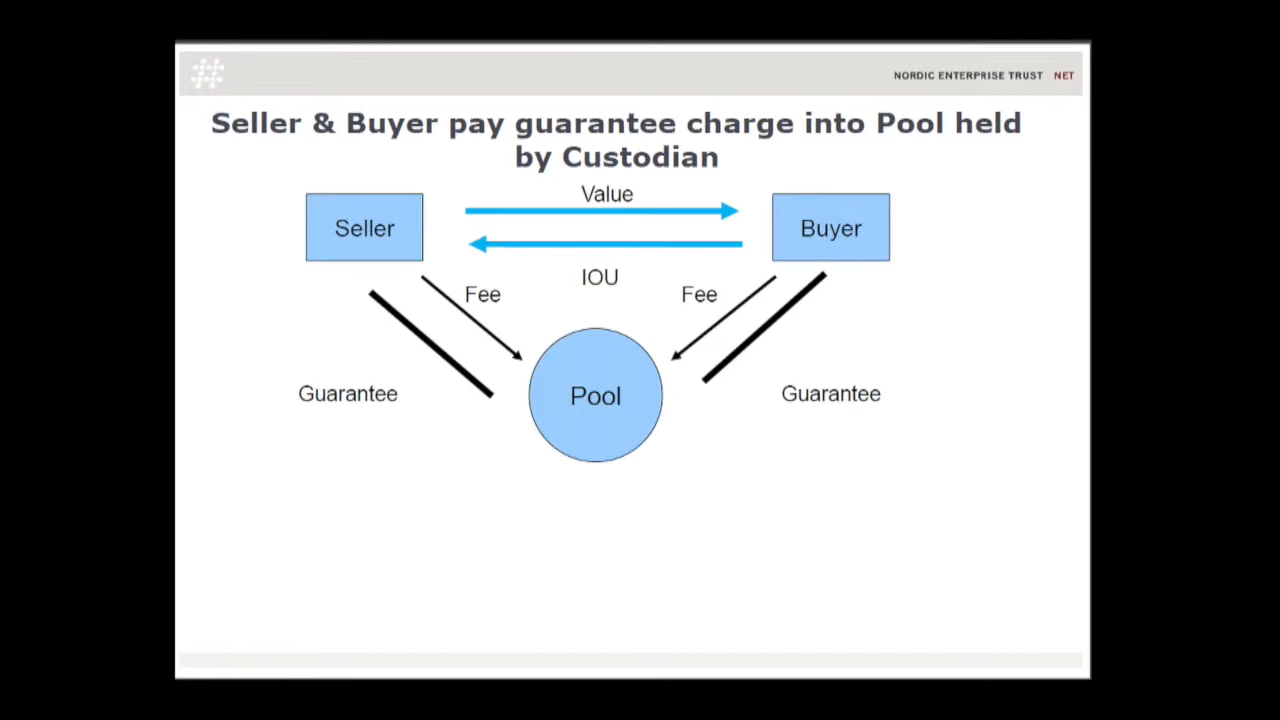 NORDIC ENTERPRISE TRUST NET
Seller & Buyer pay guarantee charge into Pool held
by Custodian
Value
Seller
Buyer
IOU
Fee
Fee
Guarantee
Pool
Guarantee